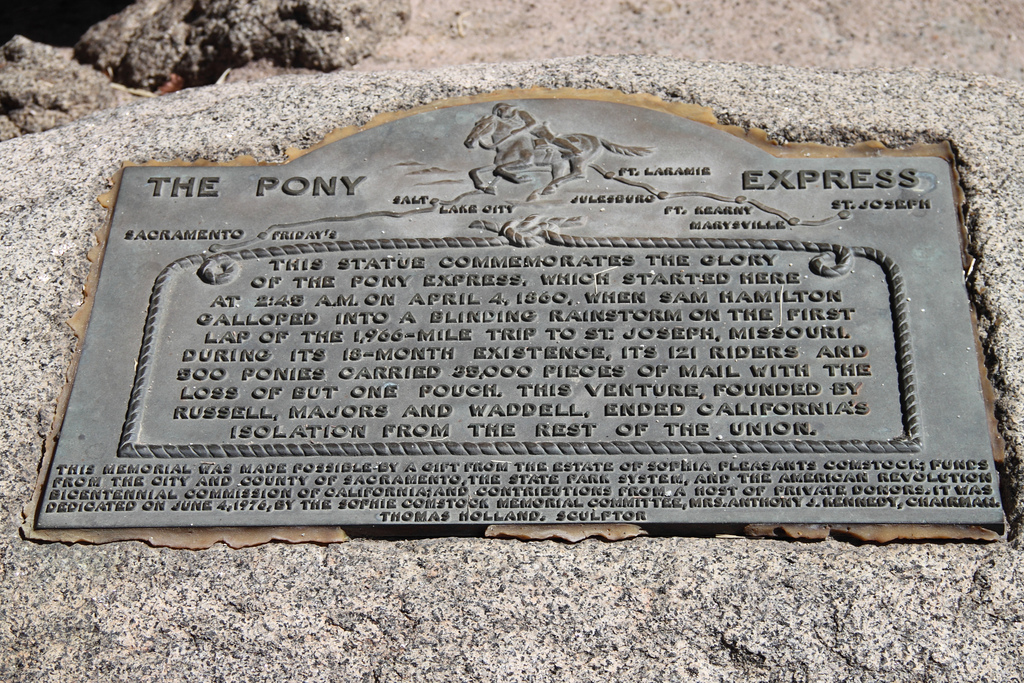 THE PONY EXPRESS
FT. LARAMIE
SALT LAKE CITY
JULESBURG
FT. KEARNY
MARYSVILLE
ST. JOSEPH
SACRAMENTO
FRIDAY'S
THIS STATUE COMMEMORATES THE GLORY
OF THE PONY EXPRESS, WHICH STARTED HERE
AT 2:45 A.M. ON APRIL 4, 1860, WHEN SAM HAMILTON
GALLOPED INTO A BLINDING RAINSTORM ON THE FIRST
LAP OF THE 1,966-MILE TRIP TO ST. JOSEPH, MISSOURI.
DURING ITS 18-MONTH EXISTENCE, ITS 121 RIDERS AND
500 PONIES CARRIED 35,000 PIECES OF MAIL WITH THE
LOSS OF BUT ONE POUCH. THIS VENTURE, FOUNDED BY
RUSSELL, MAJORS AND WADDELL, ENDED CALIFORNIA'S
ISOLATION FROM THE REST OF THE UNION.
THIS MEMORIAL WAS MADE POSSIBLE BY A GIFT FROM THE ESTATE OF SOPHIA PLEASANTS COMSTOCK; FUNDS
FROM THE CITY AND COUNTY OF SACRAMENTO, THE STATE PARK SYSTEM, AND THE AMERICAN REVOLUTION
BICENTENNIAL COMMISSION OF CALIFORNIA; AND CONTRIBUTIONS FROM A HOST OF PRIVATE DONORS. IT WAS
DEDICATED ON JUNE 4, 1976, BY THE SOPHIE COMSTOCK MEMORIAL COMMITTEE, MRS. ANTHONY J. KENNEDY, CHAIRMAN
THOMAS HOLLAND, SCULPTOR